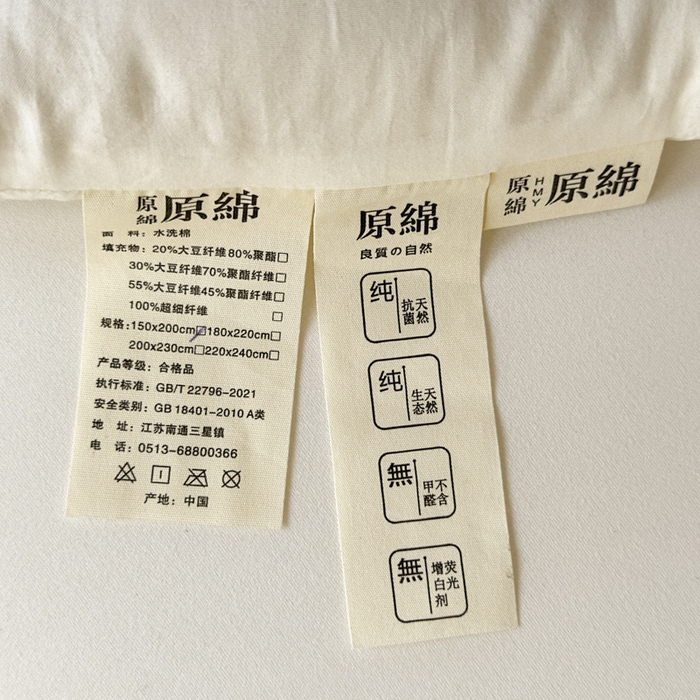 原綿 原綿
面 料：水洗棉
填充物：20%大豆纤维80%聚酯□
30%大豆纤维70%聚酯纤维□
55%大豆纤维45%聚酯纤维□
100%超细纤维 □
规格：150x200cm☑180x220cm□
200x230cm□220x240cm□
产品等级：合格品
执行标准：GB/T 22796-2021
安全类别：GB 18401-2010 A类
地 址：江苏南通三星镇
电 话：0513-68800366
产地：中国
原綿
良質の自然
纯 天然抗菌
纯 天然生态
無 不含甲醛
無 荧光增白剂
原綿 HMY 原綿